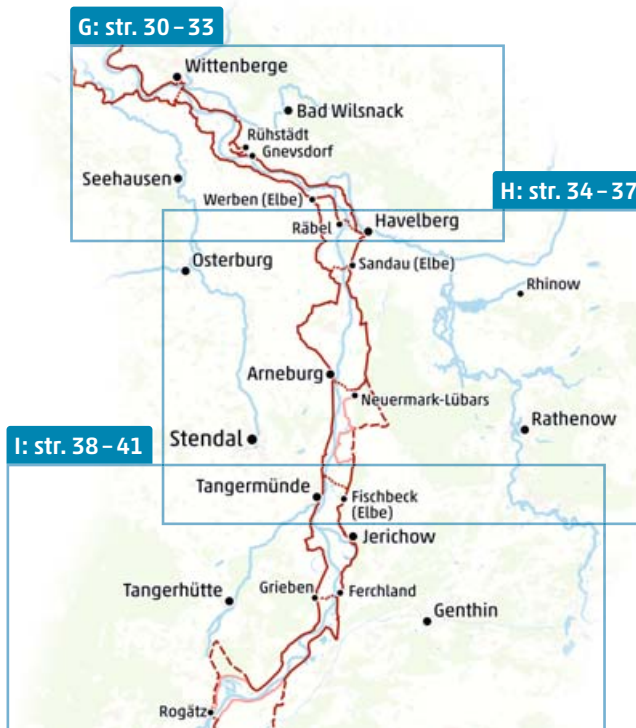 G: str. 30–33
Wittenberge
Bad Wilsnack
Rühstädt
Gnevsdorf
Seehausen
H: str. 34–37
Werben (Elbe)
Räbel
Havelberg
Osterburg
Sandau (Elbe)
Rhinow
Arneburg
Neuermark-Lübars
Rathenow
Stendal
I: str. 38–41
Tangermünde
Fischbeck
(Elbe)
Jerichow
Tangerhütte
Grieben
Ferchland
Genthin
Rogätz